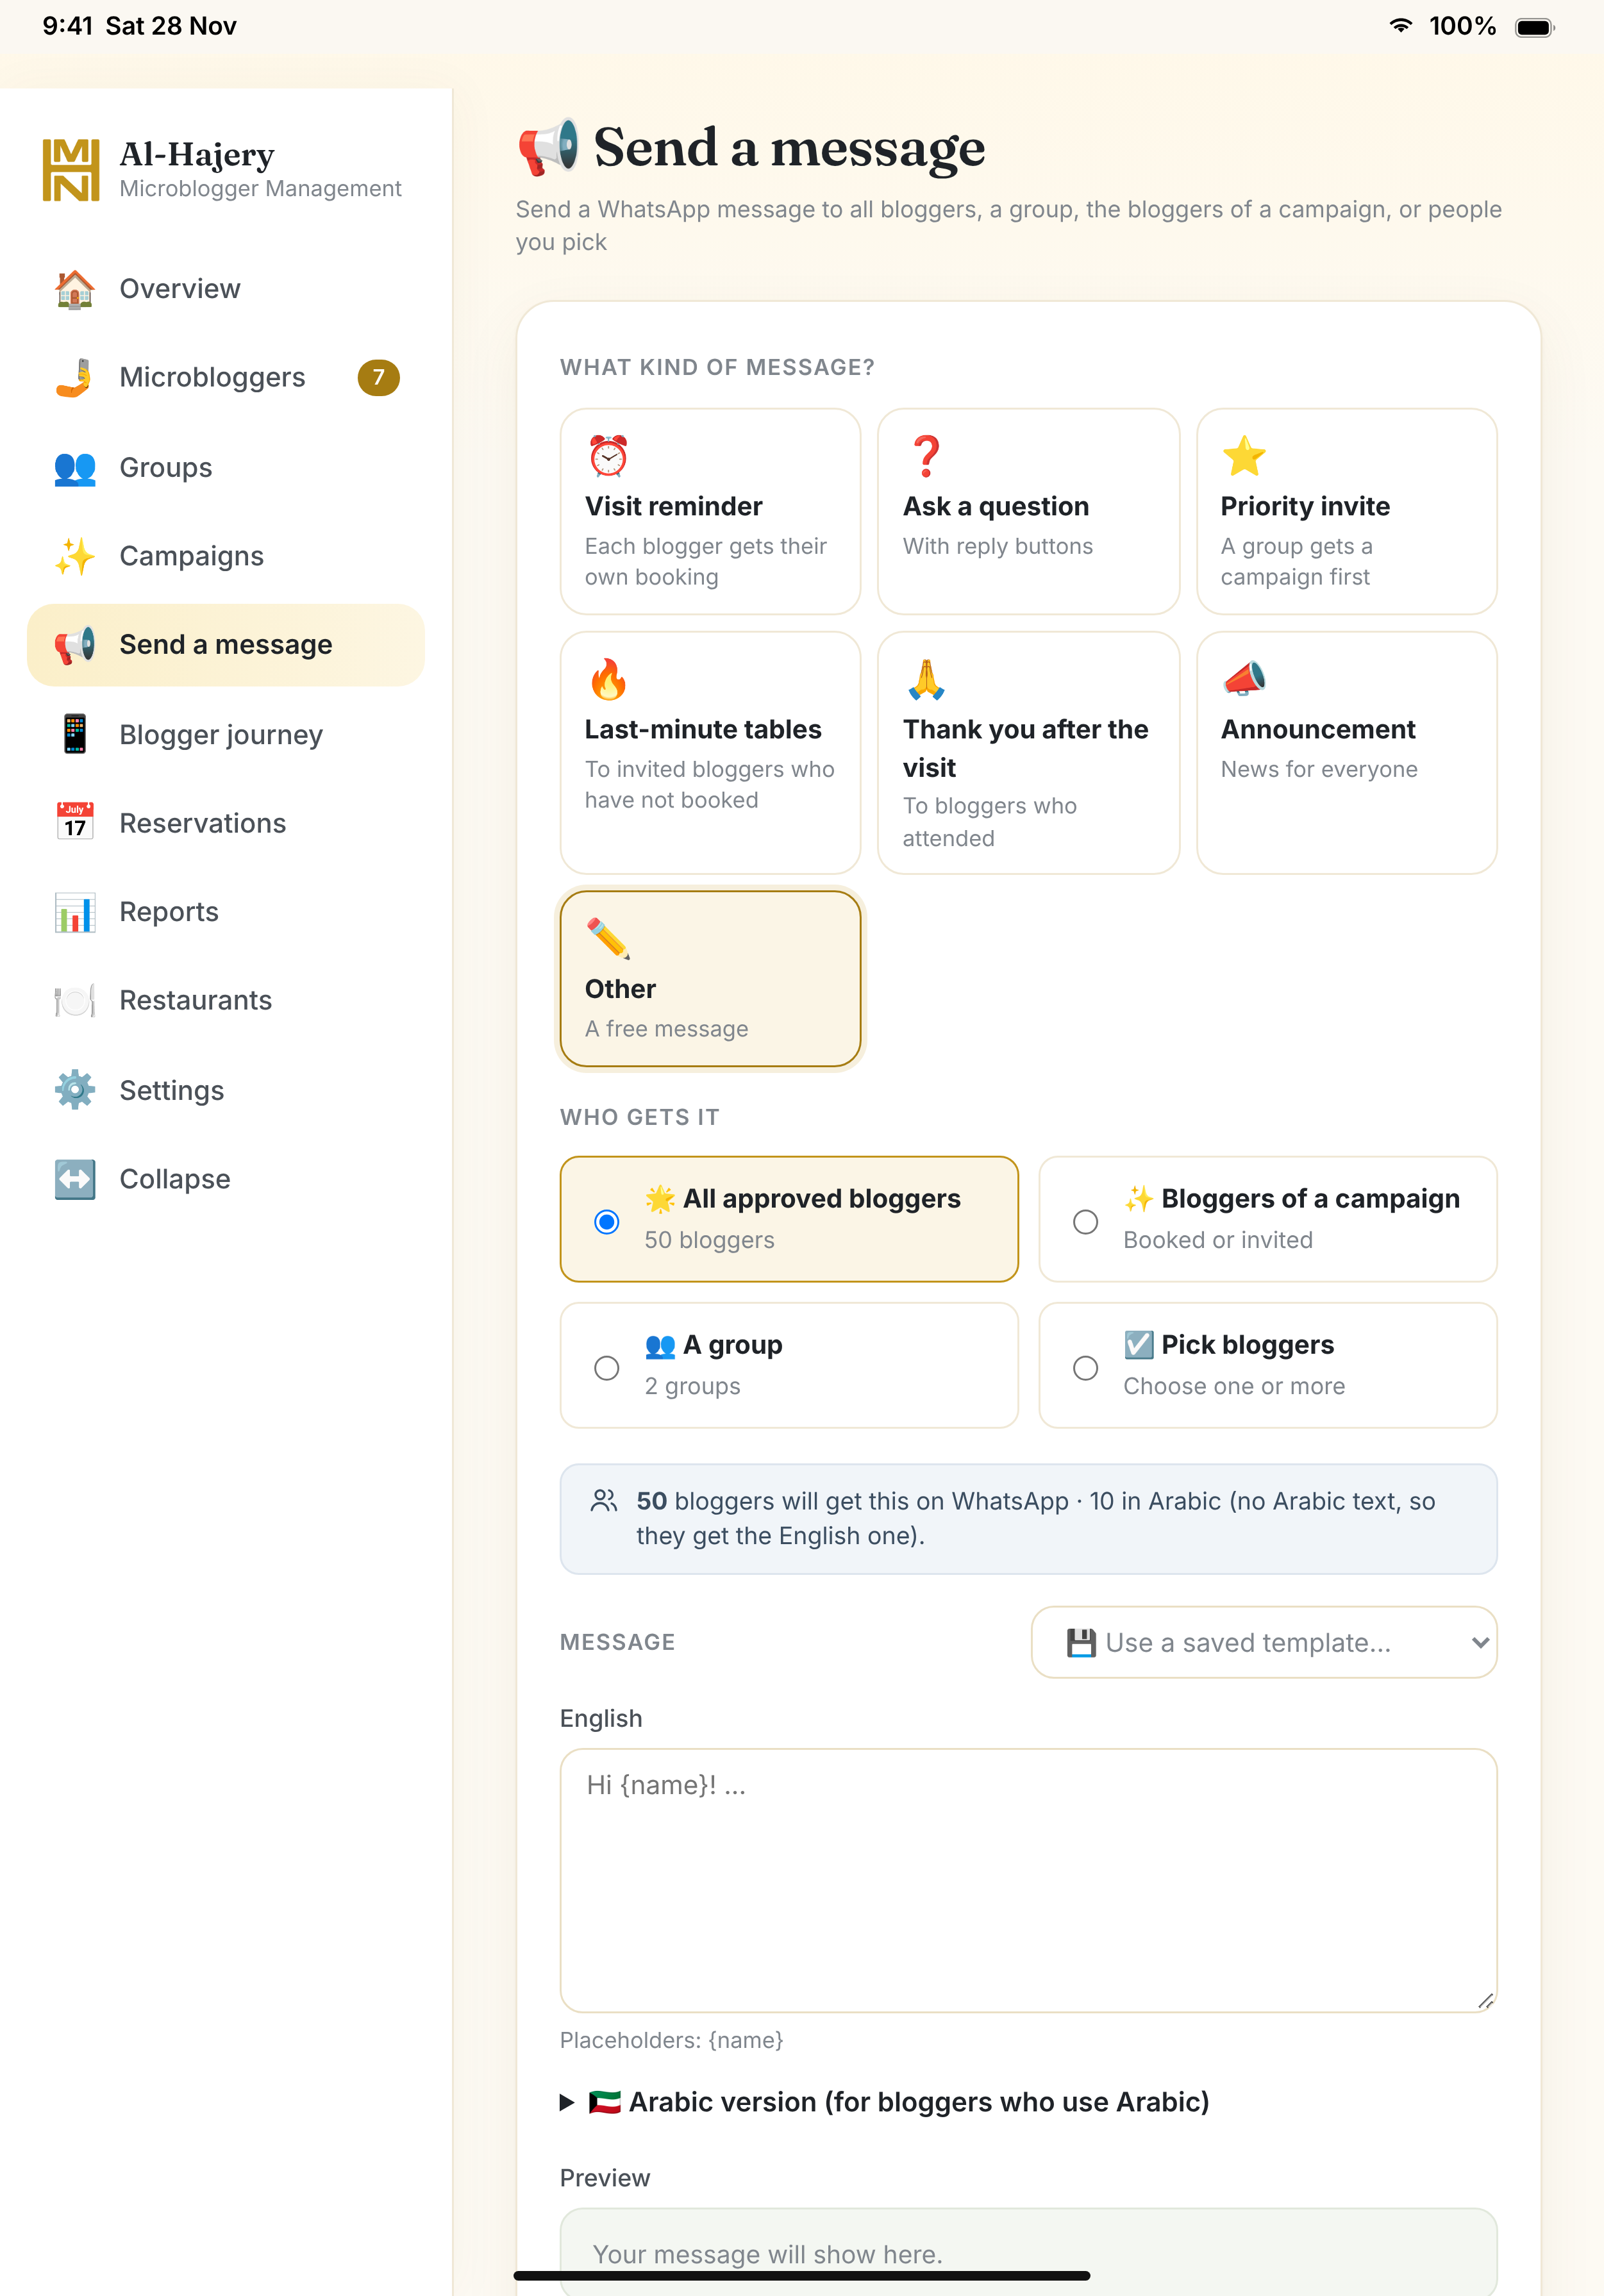 9:41 Sat 28 Nov
100%
Al-Hajery
Microblogger Management
Overview
Microbloggers 7
Groups
Campaigns
Send a message
Blogger journey
July
17
Reservations
Reports
Restaurants
Settings
Collapse
Send a message
Send a WhatsApp message to all bloggers, a group, the bloggers of a campaign, or people
you pick
WHAT KIND OF MESSAGE?
Visit reminder
Each blogger gets their
own booking
Ask a question
With reply buttons
Priority invite
A group gets a
campaign first
Last-minute tables
To invited bloggers who
have not booked
Thank you after the
visit
To bloggers who
attended
Announcement
News for everyone
Other
A free message
WHO GETS IT
All approved bloggers
50 bloggers
Bloggers of a campaign
Booked or invited
A group
2 groups
Pick bloggers
Choose one or more
50 bloggers will get this on WhatsApp · 10 in Arabic (no Arabic text, so
they get the English one).
MESSAGE
Use a saved template...
English
Hi {name}! ...
Placeholders: {name}
Arabic version (for bloggers who use Arabic)
Preview
Your message will show here.